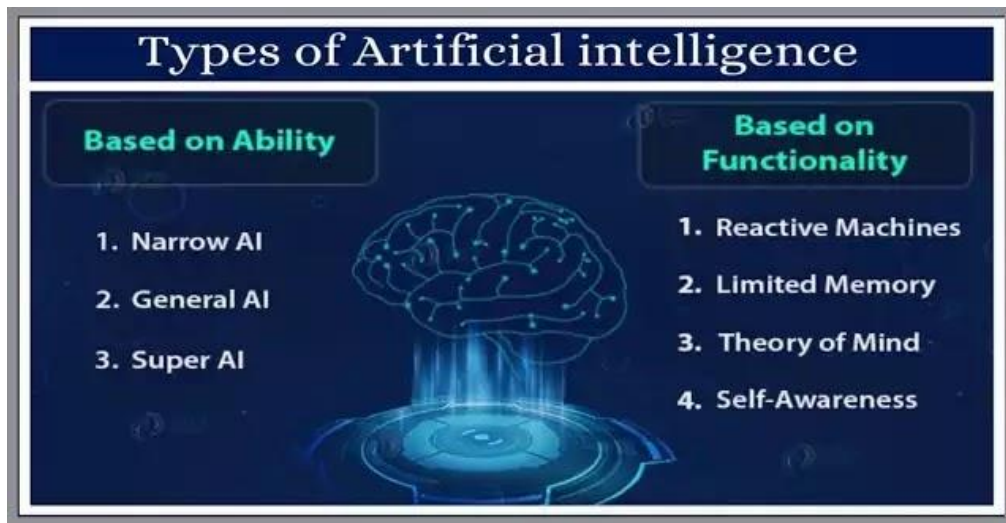 Types of Artificial intelligence
Based on Ability
1. Narrow AI
2. General AI
3. Super AI
Based on
Functionality
1. Reactive Machines
2. Limited Memory
3. Theory of Mind
4. Self-Awareness